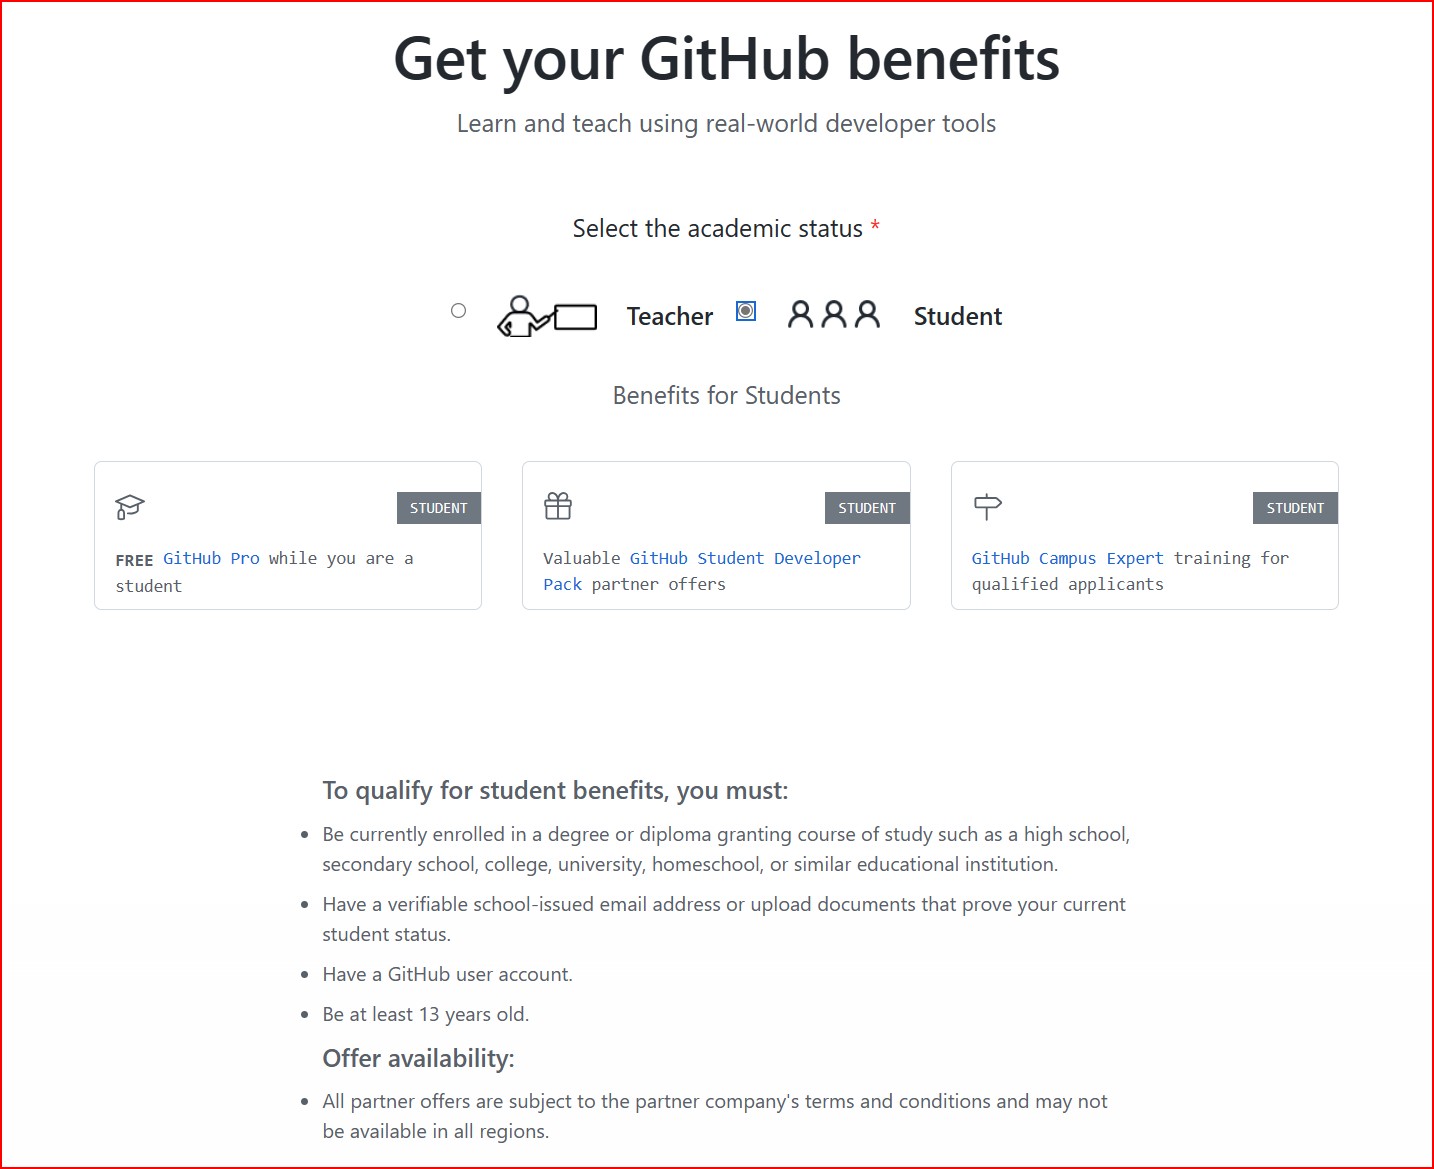 Get your GitHub benefits
Learn and teach using real-world developer tools
Select the academic status *
Teacher
Student
Benefits for Students
STUDENT
FREE GitHub Pro while you are a
student
STUDENT
Valuable GitHub Student Developer
Pack partner offers
STUDENT
GitHub Campus Expert training for
qualified applicants
To qualify for student benefits, you must:
• Be currently enrolled in a degree or diploma granting course of study such as a high school,
secondary school, college, university, homeschool, or similar educational institution.
• Have a verifiable school-issued email address or upload documents that prove your current
student status.
• Have a GitHub user account.
• Be at least 13 years old.
Offer availability:
• All partner offers are subject to the partner company's terms and conditions and may not
be available in all regions.